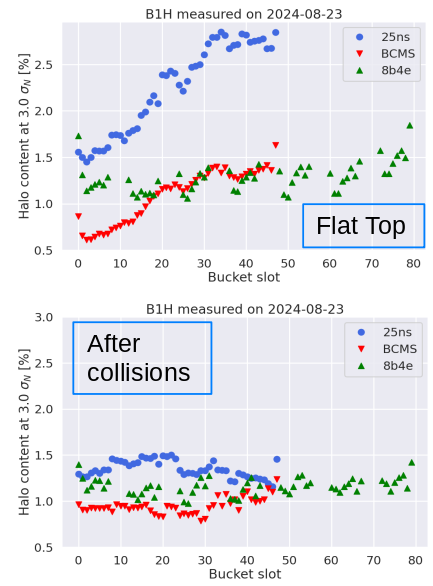 B1H measured on 2024-08-23
Halo content at 3.0 σN [%]
2.5
2.0
1.5
1.0
0.5
25ns
BCMS
8b4e
Flat Top
0 10 20 30 40 50 60 70 80
Bucket slot
B1H measured on 2024-08-23
Halo content at 3.0 σN [%]
3.0
2.5
2.0
1.5
1.0
0.5
After
collisions
25ns
BCMS
8b4e
0 10 20 30 40 50 60 70 80
Bucket slot